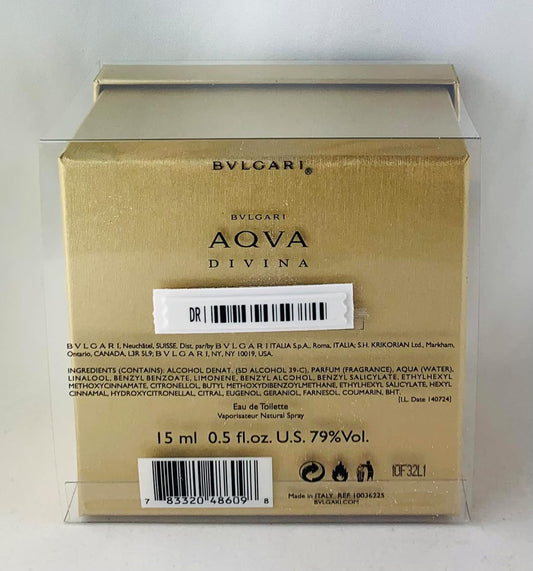 BVLGARI®
BVLGARI
AQVA
DIVINA
DR
BVLGARI, Neuchâtel, SUISSE. Dist. par/by BVLGARI ITALIA S.p.A., Roma, ITALIA; S.H. KRIKORIAN Ltd., Markham,
Ontario, CANADA, L3R 5L9; BVLGARI, NY, NY 10019, USA.
INGREDIENTS (CONTAINS): ALCOHOL DENAT. (SD ALCOHOL 39-C), PARFUM (FRAGRANCE), AQUA (WATER),
LINALOOL, BENZYL BENZOATE, LIMONENE, BENZYL ALCOHOL, BENZYL SALICYLATE, ETHYLHEXYL
METHOXYCINNAMATE, CITRONELLOL, BUTYL METHOXYDIBENZOYLMETHANE, ETHYLHEXYL SALICYLATE, HEXYL
CINNAMAL, HYDROXYCITRONELLAL, CITRAL, EUGENOL, GERANIOL, FARNESOL, COUMARIN, BHT.
[I.L. Date 140724]
Eau de Toilette
Vaporisateur Natural Spray
15 ml 0.5 fl.oz. U.S. 79%Vol.
10F32L1
7 83320 48609 8
Made in ITALY. REF 10036225
BVLGARI.COM